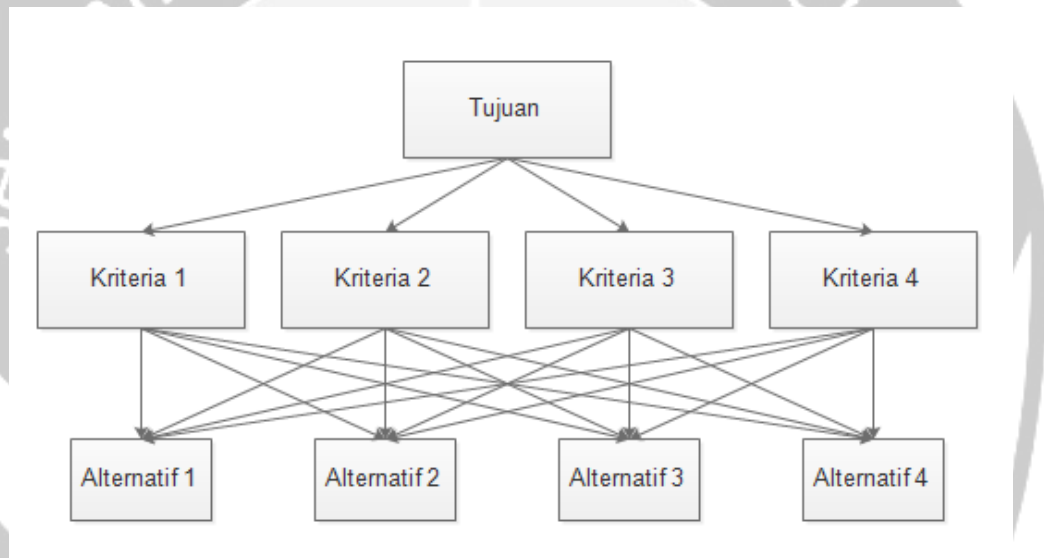 Tujuan
Kriteria 1
Kriteria 2
Kriteria 3
Kriteria 4
Alternatif 1
Alternatif 2
Alternatif 3
Alternatif 4